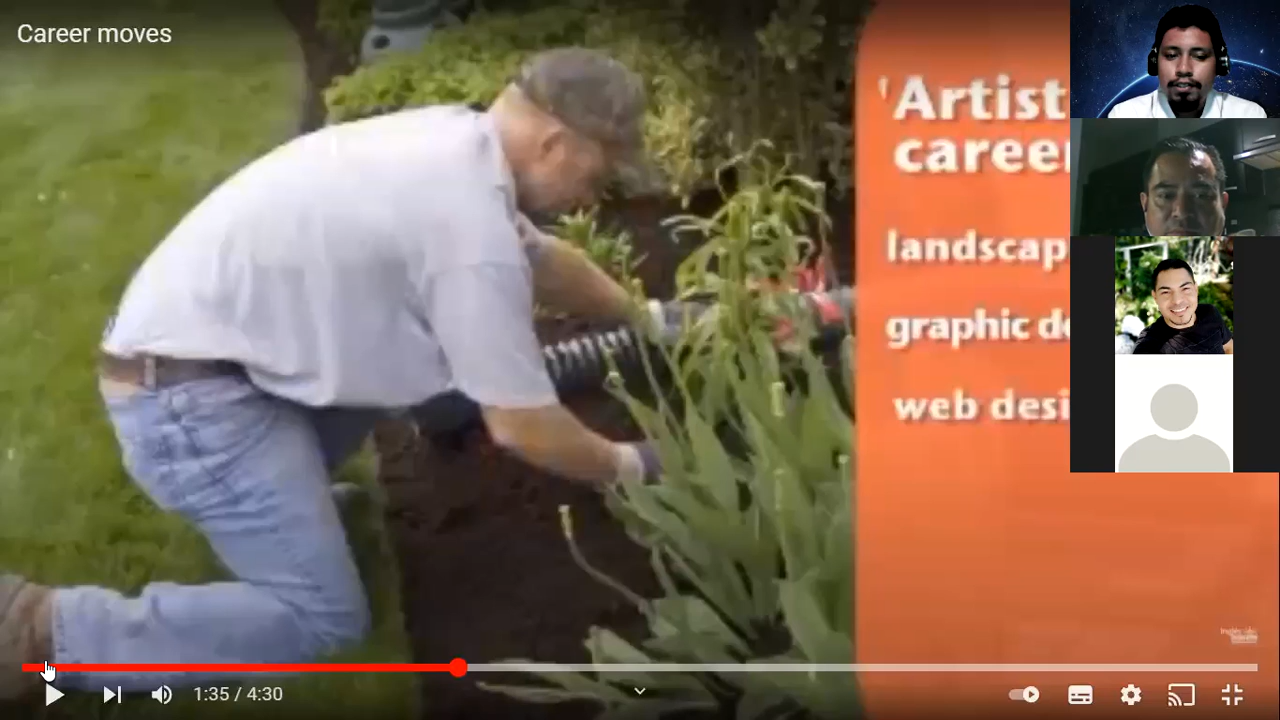 Career moves
'Artist
career
landscap
graphic de
web desi
1:35 / 4:30